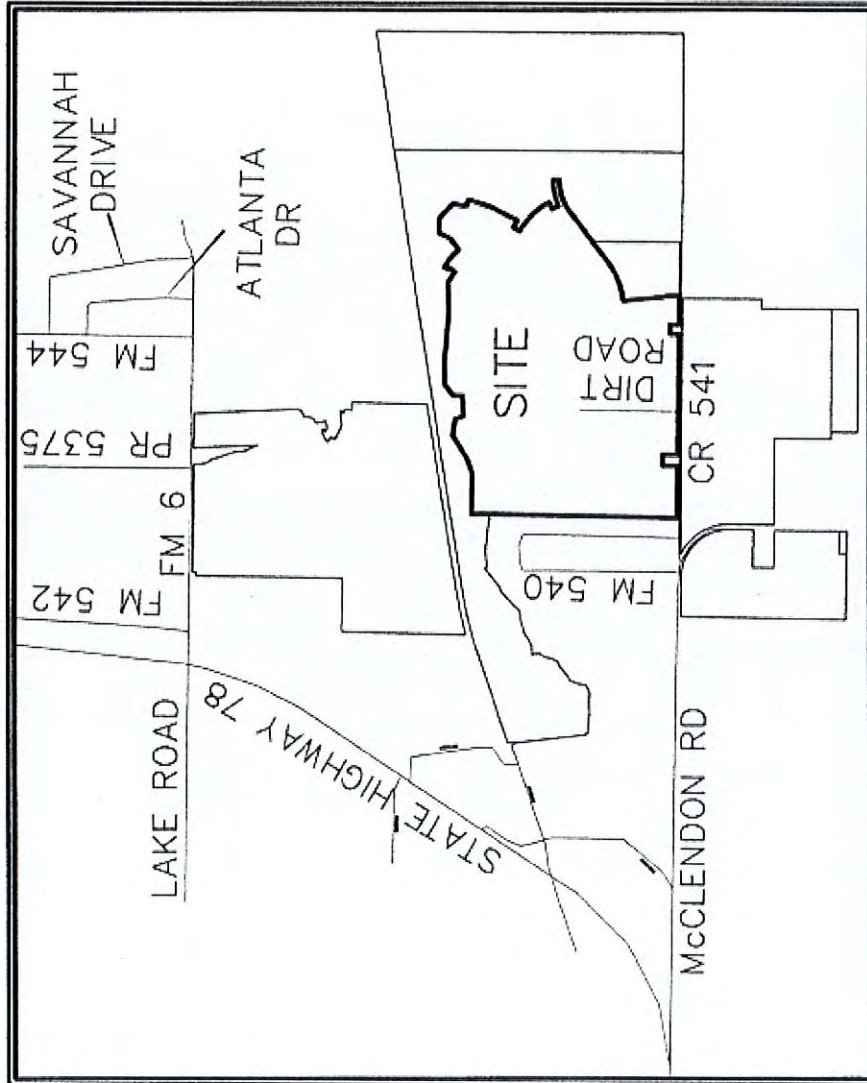 SAVANNAH
DRIVE
ATLANTA
DR
FM 544
PR 5375
FM 6
FM 542
LAKE ROAD
STATE HIGHWAY 78
SITE
DIRT
ROAD
CR 541
FM 540
McCLENDON RD